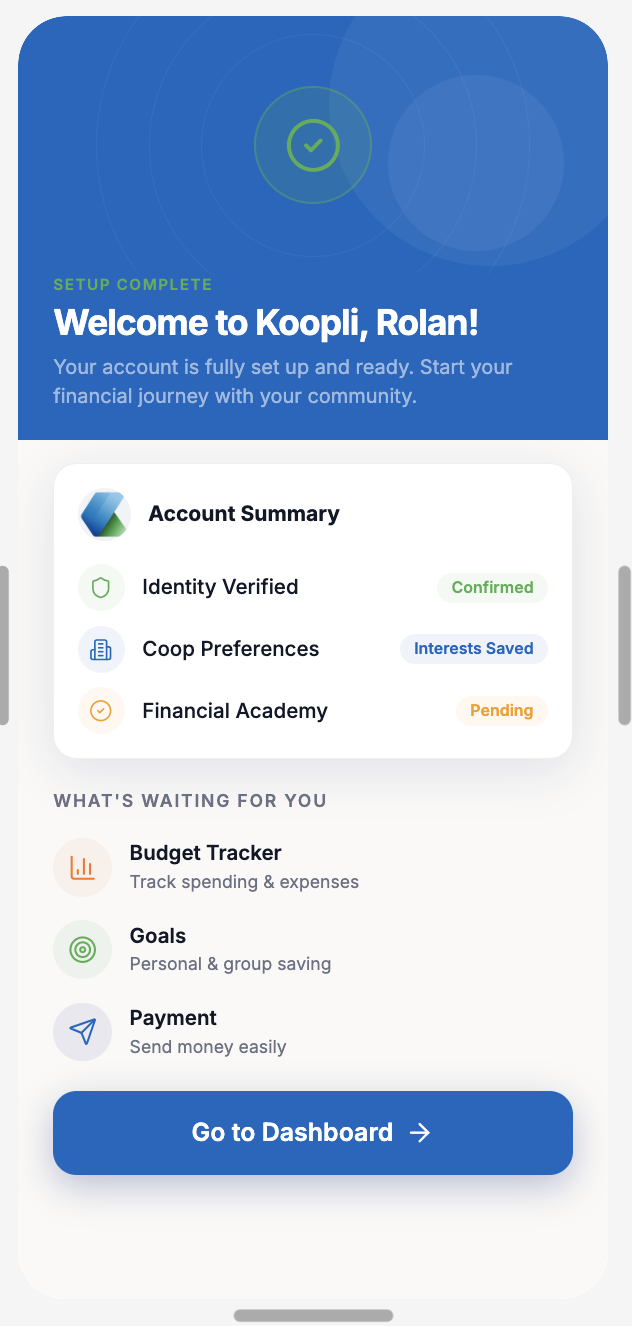 SETUP COMPLETE
Welcome to Koopli, Rolan!
Your account is fully set up and ready. Start your
financial journey with your community.
Account Summary
Identity Verified
Confirmed
Coop Preferences
Interests Saved
Financial Academy
Pending
WHAT'S WAITING FOR YOU
Budget Tracker
Track spending & expenses
Goals
Personal & group saving
Payment
Send money easily
Go to Dashboard →